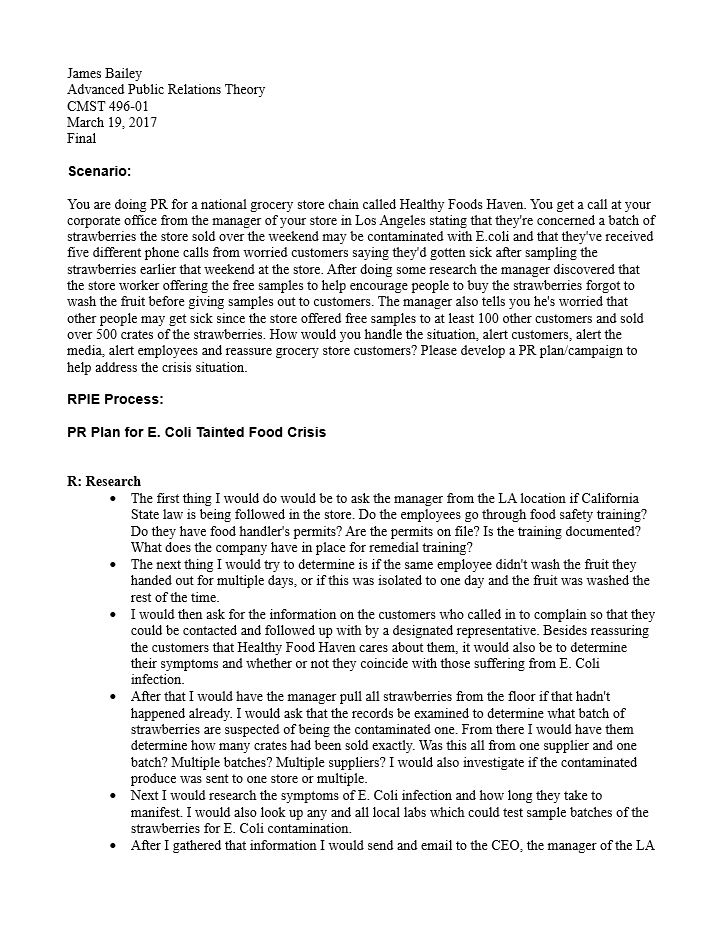 James Bailey
Advanced Public Relations Theory
CMST 496-01
March 19, 2017
Final
Scenario:
You are doing PR for a national grocery store chain called Healthy Foods Haven. You get a call at your
corporate office from the manager of your store in Los Angeles stating that they're concerned a batch of
strawberries the store sold over the weekend may be contaminated with E.coli and that they've received
five different phone calls from worried customers saying they'd gotten sick after sampling the
strawberries earlier that weekend at the store. After doing some research the manager discovered that
the store worker offering the free samples to help encourage people to buy the strawberries forgot to
wash the fruit before giving samples out to customers. The manager also tells you he's worried that
other people may get sick since the store offered free samples to at least 100 other customers and sold
over 500 crates of the strawberries. How would you handle the situation, alert customers, alert the
media, alert employees and reassure grocery store customers? Please develop a PR plan/campaign to
help address the crisis situation.
RPIE Process:
PR Plan for E. Coli Tainted Food Crisis
R: Research
• The first thing I would do would be to ask the manager from the LA location if California
State law is being followed in the store. Do the employees go through food safety training?
Do they have food handler's permits? Are the permits on file? Is the training documented?
What does the company have in place for remedial training?
• The next thing I would try to determine is if the same employee didn't wash the fruit they
handed out for multiple days, or if this was isolated to one day and the fruit was washed the
rest of the time.
• I would then ask for the information on the customers who called in to complain so that they
could be contacted and followed up with by a designated representative. Besides reassuring
the customers that Healthy Food Haven cares about them, it would also be to determine
their symptoms and whether or not they coincide with those suffering from E. Coli
infection.
• After that I would have the manager pull all strawberries from the floor if that hadn't
happened already. I would ask that the records be examined to determine what batch of
strawberries are suspected of being the contaminated one. From there I would have them
determine how many crates had been sold exactly. Was this all from one supplier and one
batch? Multiple batches? Multiple suppliers? I would also investigate if the contaminated
produce was sent to one store or multiple.
• Next I would research the symptoms of E. Coli infection and how long they take to
manifest. I would also look up any and all local labs which could test sample batches of the
strawberries for E. Coli contamination.
• After I gathered that information I would send and email to the CEO, the manager of the LA